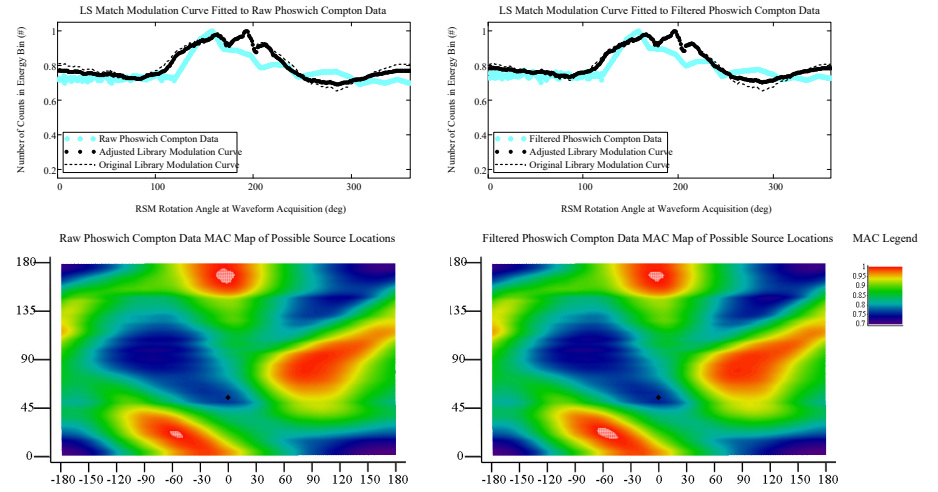 LS Match Modulation Curve Fitted to Raw Phoswich Compton Data
Number of Counts in Energy Bin (#)
1
0.8
0.6
0.4
0.2
Raw Phoswich Compton Data
Adjusted Library Modulation Curve
Original Library Modulation Curve
0 100 200 300
RSM Rotation Angle at Waveform Acquisition (deg)
LS Match Modulation Curve Fitted to Filtered Phoswich Compton Data
Number of Counts in Energy Bin (#)
1
0.8
0.6
0.4
0.2
Filtered Phoswich Compton Data
Adjusted Library Modulation Curve
Original Library Modulation Curve
0 100 200 300
RSM Rotation Angle at Waveform Acquisition (deg)
Raw Phoswich Compton Data MAC Map of Possible Source Locations
180
135
90
45
0
-180 -150 -120 -90 -60 -30 0 30 60 90 120 150 180
Filtered Phoswich Compton Data MAC Map of Possible Source Locations
180
135
90
45
0
-180 -150 -120 -90 -60 -30 0 30 60 90 120 150 180
MAC Legend
1
0.95
0.9
0.85
0.8
0.75
0.7